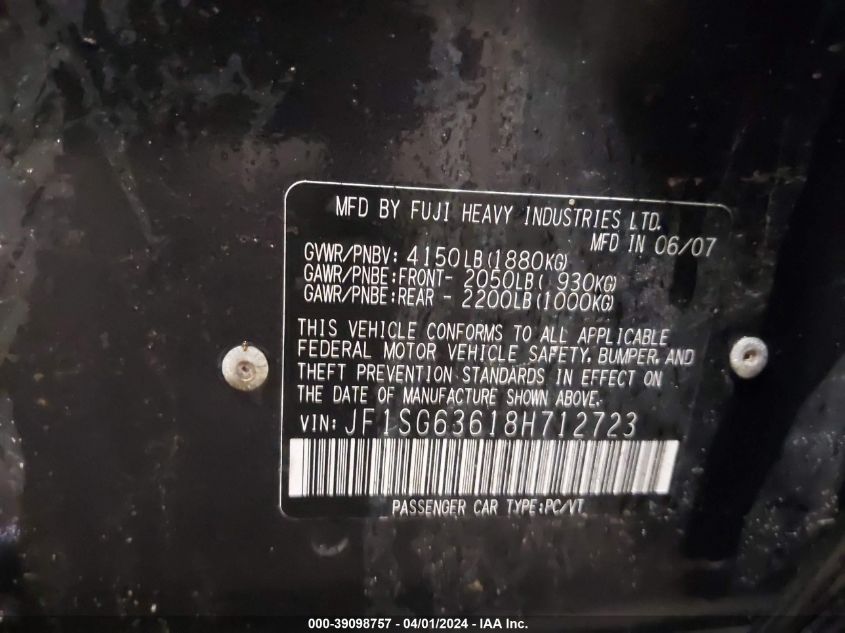 MFD BY FUJI HEAVY INDUSTRIES LTD.
MFD IN 06/07
GVWR/PNBV: 4150LB(1880KG)
GAWR/PNBE:FRONT- 2050LB( 930KG)
GAWR/PNBE:REAR - 2200LB(1000KG)
THIS VEHICLE CONFORMS TO ALL APPLICABLE
FEDERAL MOTOR VEHICLE SAFETY, BUMPER, AND
THEFT PREVENTION STANDARDS IN EFFECT ON
THE DATE OF MANUFACTURE SHOWN ABOVE.
VIN: JF1SG63618H712723
PASSENGER CAR TYPE:PC/VT
000-39098757 - 04/01/2024 - IAA Inc.